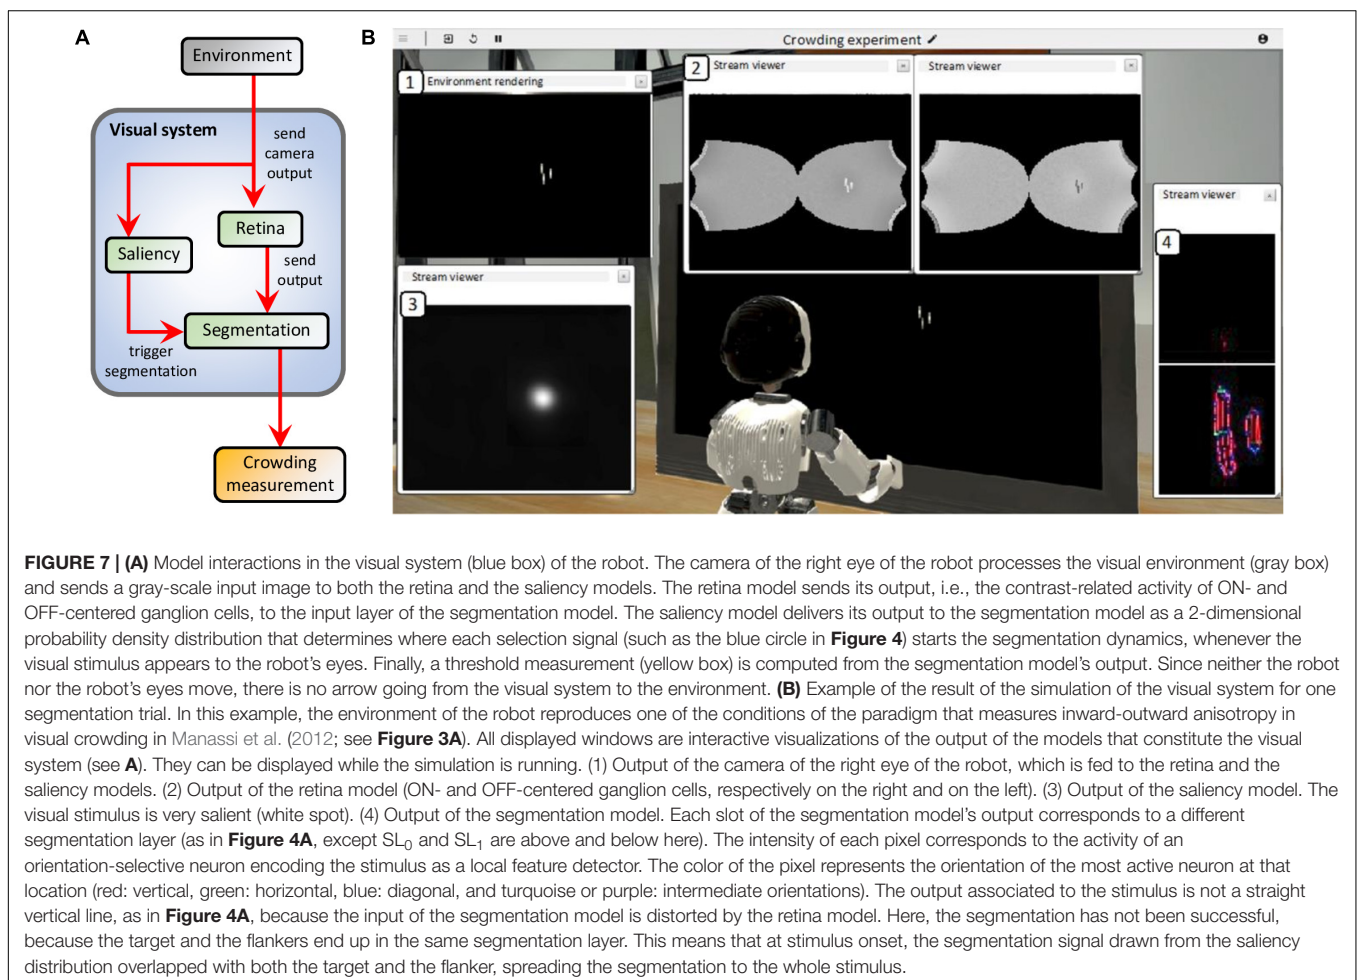 A
Environment
Visual system
send
camera
output
Retina
Saliency
send
output
Segmentation
trigger
segmentation
Crowding
measurement
B
Crowding experiment
1
Environment rendering
2
Stream viewer
Stream viewer
Stream viewer
4
Stream viewer
3
FIGURE 7 | (A) Model interactions in the visual system (blue box) of the robot. The camera of the right eye of the robot processes the visual environment (gray box)
and sends a gray-scale input image to both the retina and the saliency models. The retina model sends its output, i.e., the contrast-related activity of ON- and
OFF-centered ganglion cells, to the input layer of the segmentation model. The saliency model delivers its output to the segmentation model as a 2-dimensional
probability density distribution that determines where each selection signal (such as the blue circle in Figure 4) starts the segmentation dynamics, whenever the
visual stimulus appears to the robot's eyes. Finally, a threshold measurement (yellow box) is computed from the segmentation model's output. Since neither the robot
nor the robot's eyes move, there is no arrow going from the visual system to the environment. (B) Example of the result of the simulation of the visual system for one
segmentation trial. In this example, the environment of the robot reproduces one of the conditions of the paradigm that measures inward-outward anisotropy in
visual crowding in Manassi et al. (2012; see Figure 3A). All displayed windows are interactive visualizations of the output of the models that constitute the visual
system (see A). They can be displayed while the simulation is running. (1) Output of the camera of the right eye of the robot, which is fed to the retina and the
saliency models. (2) Output of the retina model (ON- and OFF-centered ganglion cells, respectively on the right and on the left). (3) Output of the saliency model. The
visual stimulus is very salient (white spot). (4) Output of the segmentation model. Each slot of the segmentation model's output corresponds to a different
segmentation layer (as in Figure 4A, except SL0 and SL1 are above and below here). The intensity of each pixel corresponds to the activity of an
orientation-selective neuron encoding the stimulus as a local feature detector. The color of the pixel represents the orientation of the most active neuron at that
location (red: vertical, green: horizontal, blue: diagonal, and turquoise or purple: intermediate orientations). The output associated to the stimulus is not a straight
vertical line, as in Figure 4A, because the input of the segmentation model is distorted by the retina model. Here, the segmentation has not been successful,
because the target and the flankers end up in the same segmentation layer. This means that at stimulus onset, the segmentation signal drawn from the saliency
distribution overlapped with both the target and the flanker, spreading the segmentation to the whole stimulus.